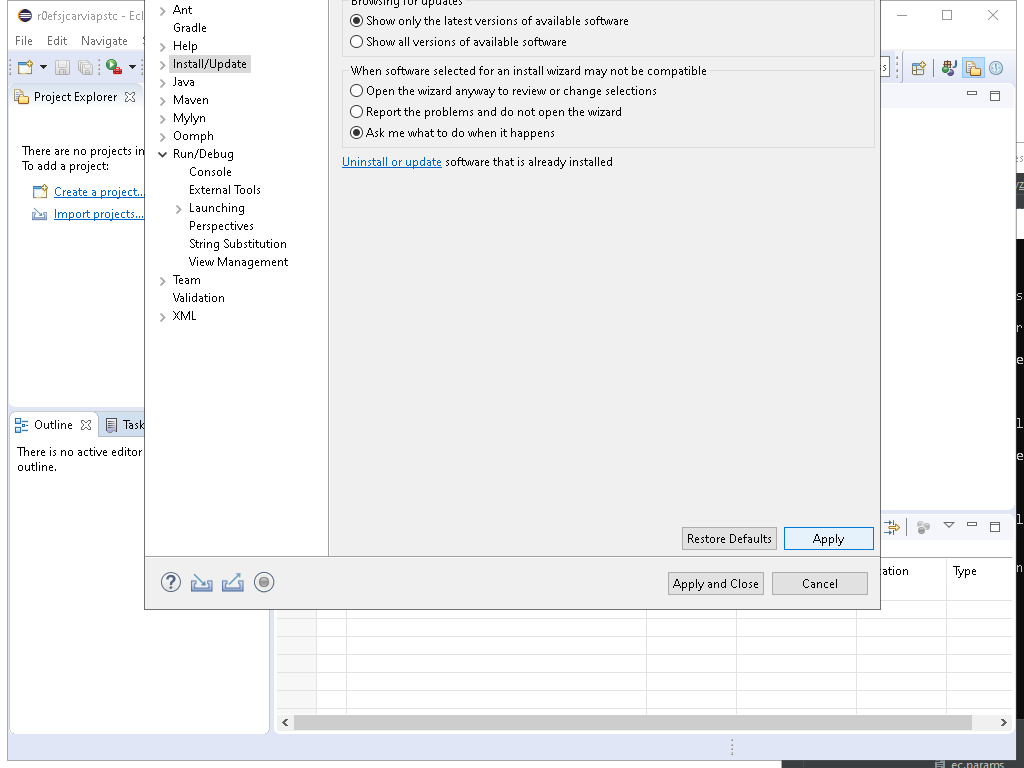 r0efsjcarviapstc - Ecl
File Edit Navigate
Project Explorer
There are no projects in
To add a project:
Create a project...
Import projects...
Outline
Task
There is no active editor
outline.
Ant
Gradle
Help
Install/Update
Java
Maven
Mylyn
Oomph
Run/Debug
Console
External Tools
Launching
Perspectives
String Substitution
View Management
Team
Validation
XML
Browsing for updates
Show only the latest versions of available software
Show all versions of available software
When software selected for an install wizard may not be compatible
Open the wizard anyway to review or change selections
Report the problems and do not open the wizard
Ask me what to do when it happens
Uninstall or update software that is already installed
Restore Defaults
Apply
Apply and Close
Cancel
ation
Type
ec.params